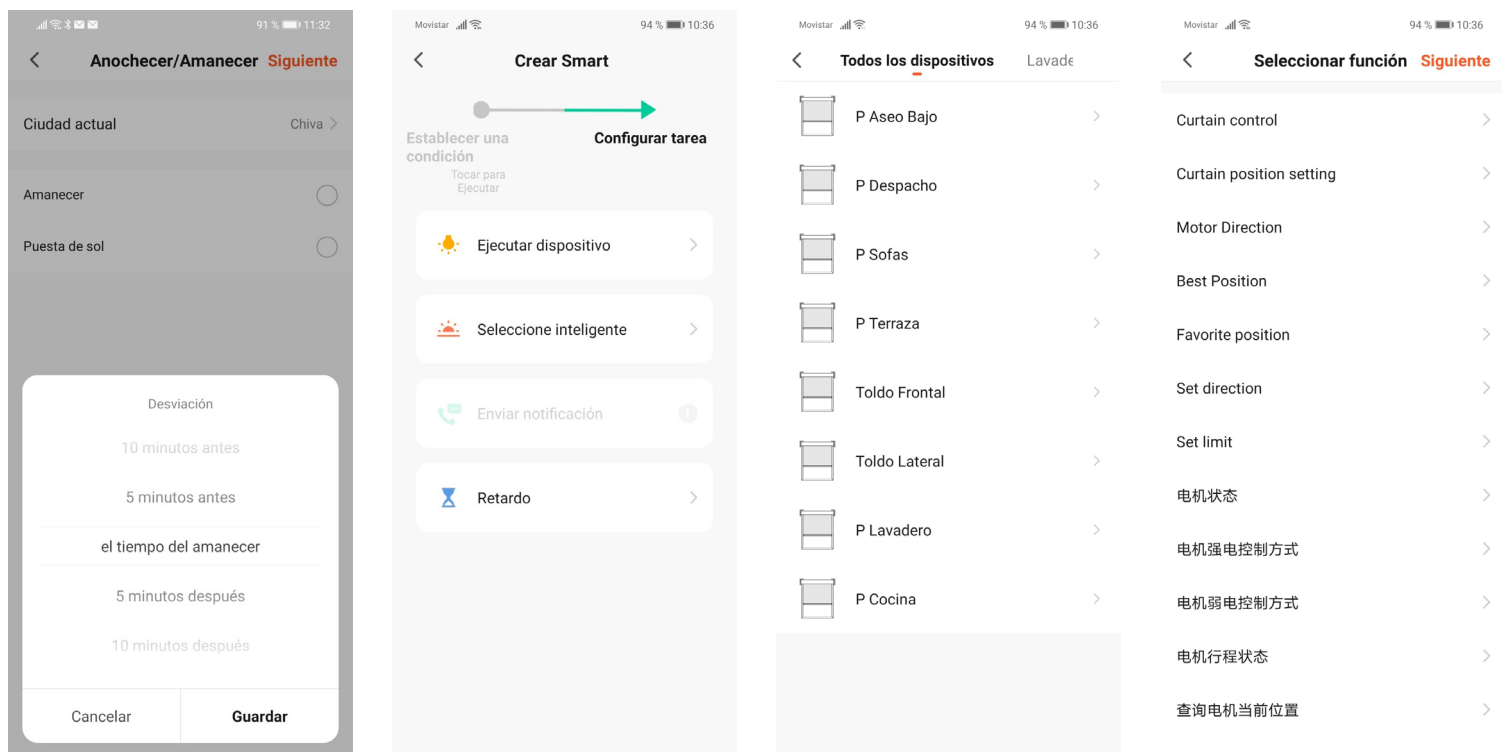 91 % 11:32
Anochecer/Amanecer Siguiente
Ciudad actual Chiva
Amanecer
Puesta de sol
Desviación
10 minutos antes
5 minutos antes
el tiempo del amanecer
5 minutos después
10 minutos después
Cancelar Guardar
Movistar 94 % 10:36
Crear Smart
Establecer una
condición
Configurar tarea
Tocar para
Ejecutar
Ejecutar dispositivo
Seleccione inteligente
Enviar notificación
Retardo
Movistar 94 % 10:36
Todos los dispositivos Lavade
P Aseo Bajo
P Despacho
P Sofas
P Terraza
Toldo Frontal
Toldo Lateral
P Lavadero
P Cocina
Movistar 94 % 10:36
Seleccionar función Siguiente
Curtain control
Curtain position setting
Motor Direction
Best Position
Favorite position
Set direction
Set limit
电机状态
电机强电控制方式
电机弱电控制方式
电机行程状态
查询电机当前位置